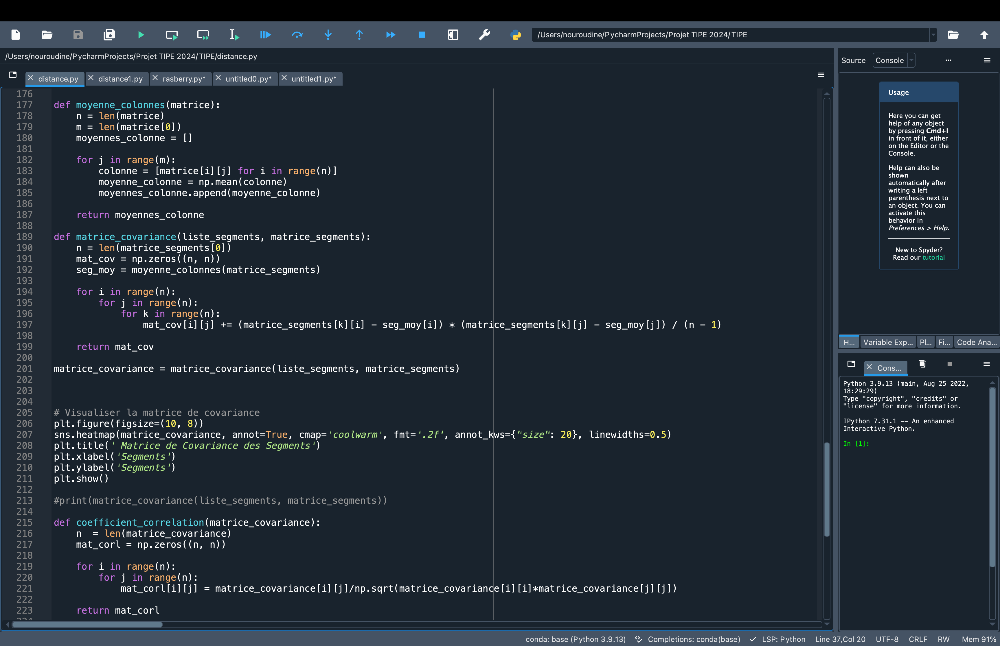 /Users/nouroudine/PycharmProjects/Projet TIPE 2024/TIPE
/Users/nouroudine/PycharmProjects/Projet TIPE 2024/TIPE/distance.py
distance.py
distance1.py
rasberry.py*
untitled0.py*
untitled1.py*
176
177 def moyenne_colonnes(matrice):
178     n = len(matrice)
179     m = len(matrice[0])
180     moyennes_colonne = []
181
182     for j in range(m):
183         colonne = [matrice[i][j] for i in range(n)]
184         moyenne_colonne = np.mean(colonne)
185         moyennes_colonne.append(moyenne_colonne)
186
187     return moyennes_colonne
188
189 def matrice_covariance(liste_segments, matrice_segments):
190     n = len(matrice_segments[0])
191     mat_cov = np.zeros((n, n))
192     seg_moy = moyenne_colonnes(matrice_segments)
193
194     for i in range(n):
195         for j in range(n):
196             for k in range(n):
197                 mat_cov[i][j] += (matrice_segments[k][i] - seg_moy[i]) * (matrice_segments[k][j] - seg_moy[j]) / (n - 1)
198
199     return mat_cov
200
201 matrice_covariance = matrice_covariance(liste_segments, matrice_segments)
202
203
204
205 # Visualiser la matrice de covariance
206 plt.figure(figsize=(10, 8))
207 sns.heatmap(matrice_covariance, annot=True, cmap='coolwarm', fmt='.2f', annot_kws={"size": 20}, linewidths=0.5)
208 plt.title(' Matrice de Covariance des Segments')
209 plt.xlabel('Segments')
210 plt.ylabel('Segments')
211 plt.show()
212
213 #print(matrice_covariance(liste_segments, matrice_segments))
214
215 def coefficient_correlation(matrice_covariance):
216     n  = len(matrice_covariance)
217     mat_corl = np.zeros((n, n))
218
219     for i in range(n):
220         for j in range(n):
221             mat_corl[i][j] = matrice_covariance[i][j]/np.sqrt(matrice_covariance[i][i]*matrice_covariance[j][j])
222
223     return mat_corl
224
Source
Console
Usage
Here you can get
help of any object
by pressing Cmd+I
in front of it, either
on the Editor or the
Console.
Help can also be
shown
automatically after
writing a left
parenthesis next to
an object. You can
activate this
behavior in
Preferences > Help.
New to Spyder?
Read our tutorial
H...
Variable Exp...
Pl...
Fi...
Code Ana...
Cons...
Python 3.9.13 (main, Aug 25 2022,
18:29:29)
Type "copyright", "credits" or
"license" for more information.
IPython 7.31.1 -- An enhanced
Interactive Python.
In [1]:
conda: base (Python 3.9.13)
Completions: conda(base)
LSP: Python
Line 37,Col 20
UTF-8
CRLF
RW
Mem 91%